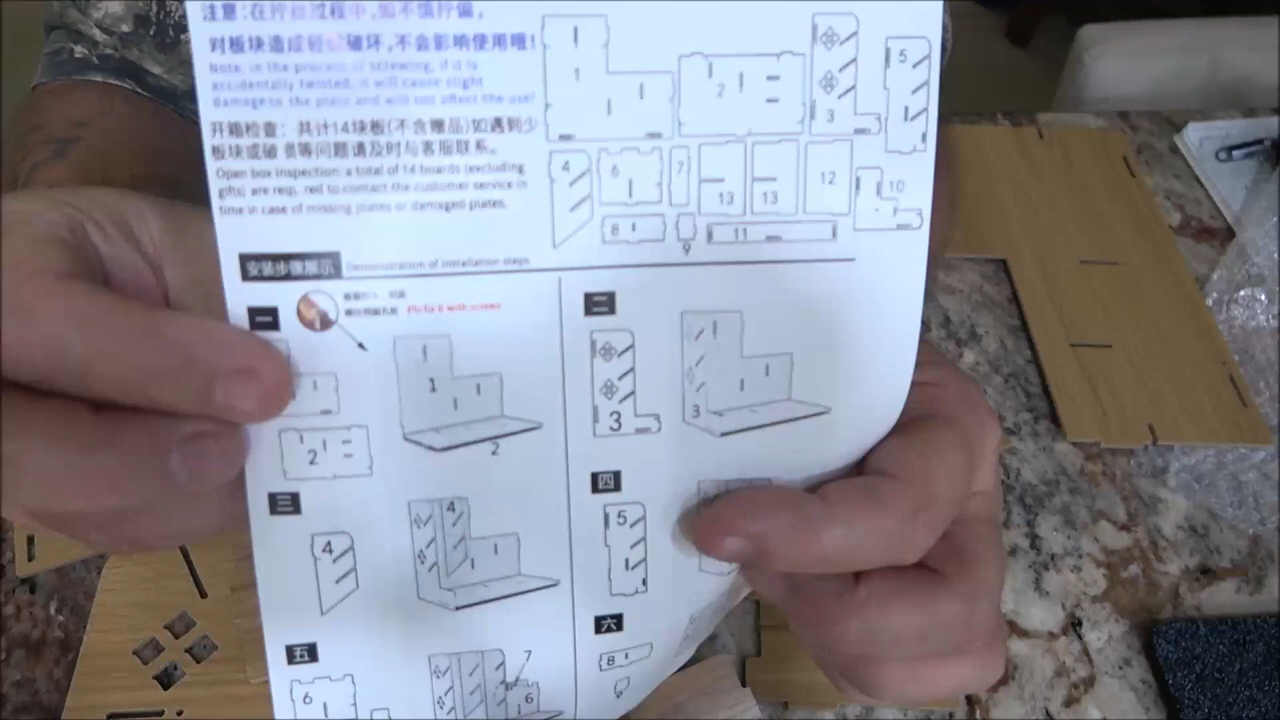 注意:在拧丝过程中,如不慎拧偏,
对板块造成轻微破坏,不会影响使用哦!
Note: in the process of screwing, if it is
accidentally twisted, it will cause slight
damage to the plate and will not affect the use!
开箱检查: 共计14块板(不含赠品)如遇到少
板块或破 等问题请及时与客服联系。
Open box inspection: a total of 14 boards (excluding
gifts) are req red to contact the customer service in
time in case of missing plates or damaged plates.
1
2
3
5
4
6
7
13
13
12
10
8
9
11
安装步骤展示 Demonstration of installation steps
一
Fix it with screws
1
2
2
二
3
3
三
4
4
四
5
五
6
7
6
六
8
9